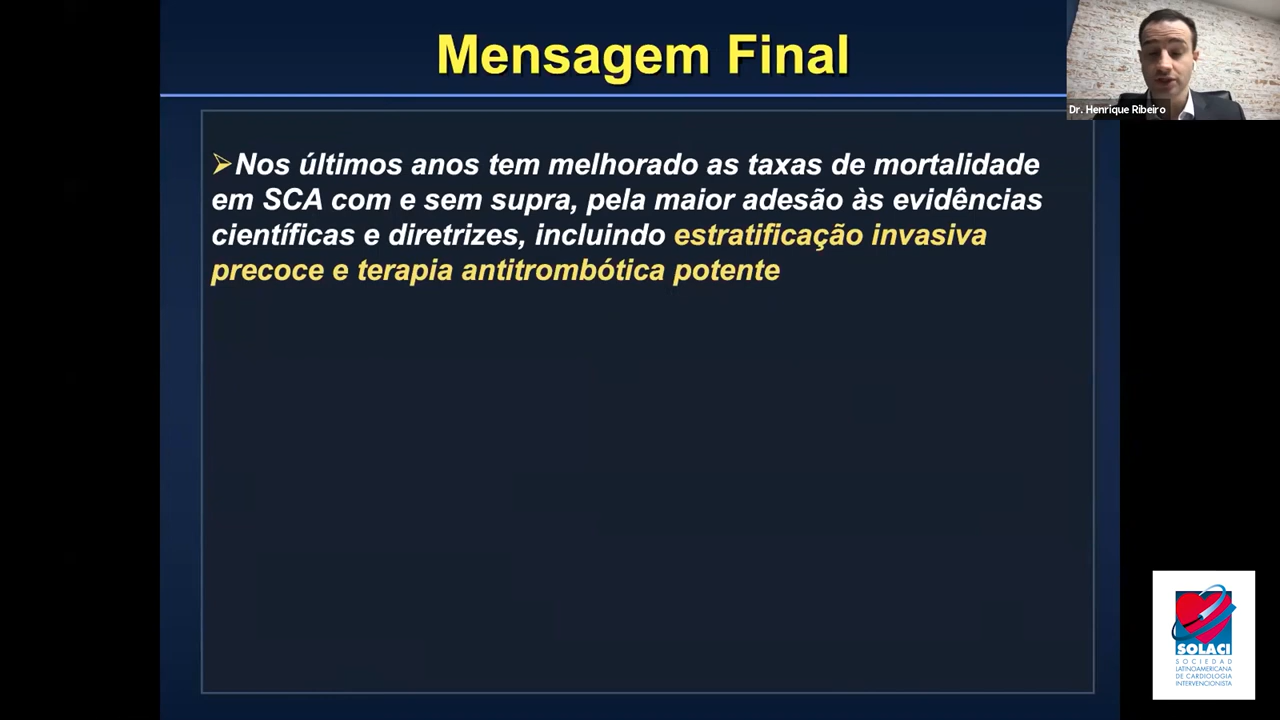 Mensagem Final
Dr. Henrique Ribeiro
➢Nos últimos anos tem melhorado as taxas de mortalidade
em SCA com e sem supra, pela maior adesão às evidências
científicas e diretrizes, incluindo estratificação invasiva
precoce e terapia antitrombótica potente
SOLACI
SOCIEDAD
LATINOAMERICANA
DE CARDIOLOGIA
INTERVENCIONISTA